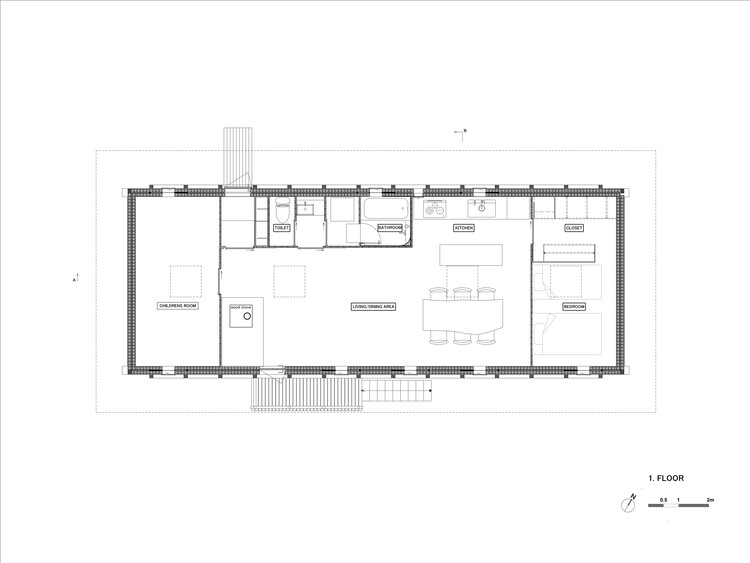 B
TOILET
BATHROOM
KITCHEN
CLOSET
A
CHILDRENS ROOM
WOOD STOVE
LIVING/DINING AREA
BEDROOM
1. FLOOR
N
0.5 1 2m